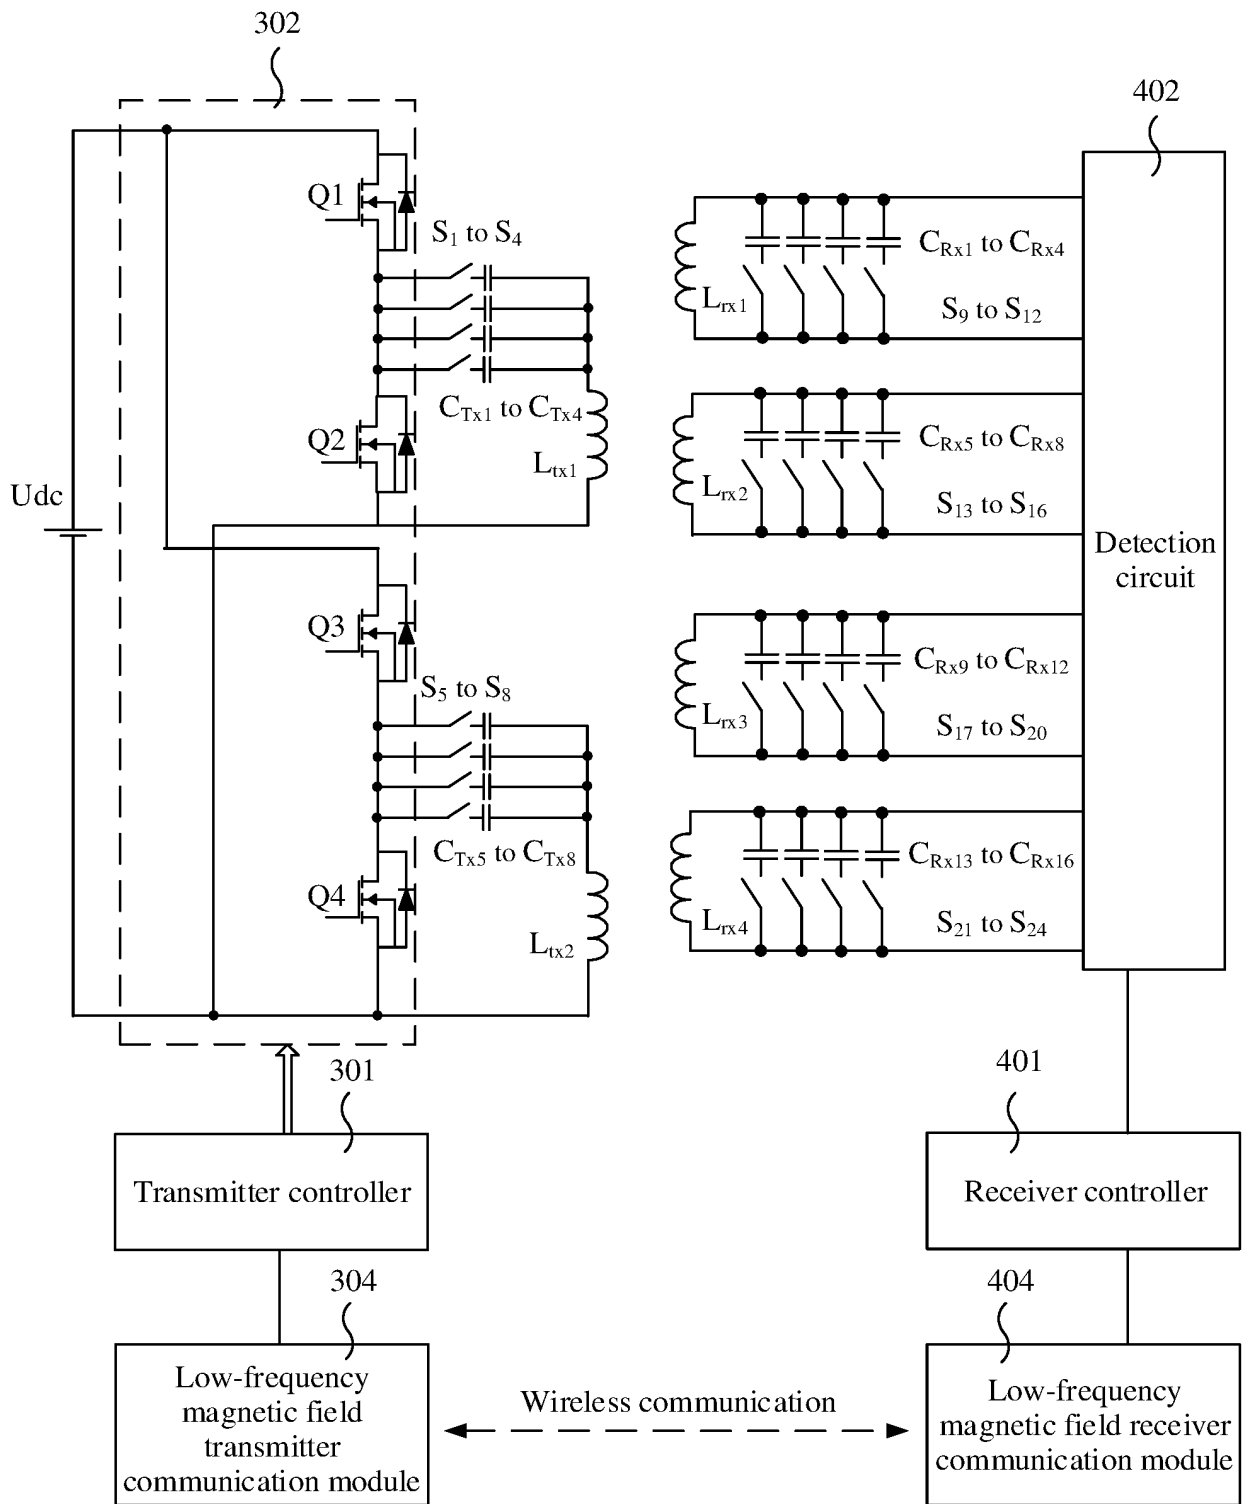 302
402
Q1
S1 to S4
CRx1 to CRx4
Lrx1
S9 to S12
CTx1 to CTx4
Q2
Ltx1
CRx5 to CRx8
Lrx2
Udc
S13 to S16
Detection
circuit
Q3
S5 to S8
CRx9 to CRx12
Lrx3
S17 to S20
CTx5 to CTx8
Q4
Ltx2
CRx13 to CRx16
Lrx4
S21 to S24
301
401
Transmitter controller
Receiver controller
304
404
Low-frequency
magnetic field
transmitter
communication module
Wireless communication
Low-frequency
magnetic field receiver
communication module